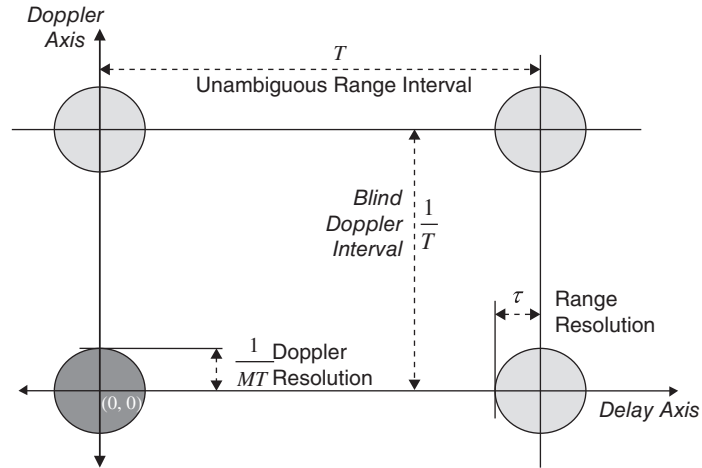 Doppler
Axis
T
Unambiguous Range Interval
Blind
Doppler
Interval
1
T
τ
Range
Resolution
1
MT
Doppler
Resolution
(0, 0)
Delay Axis